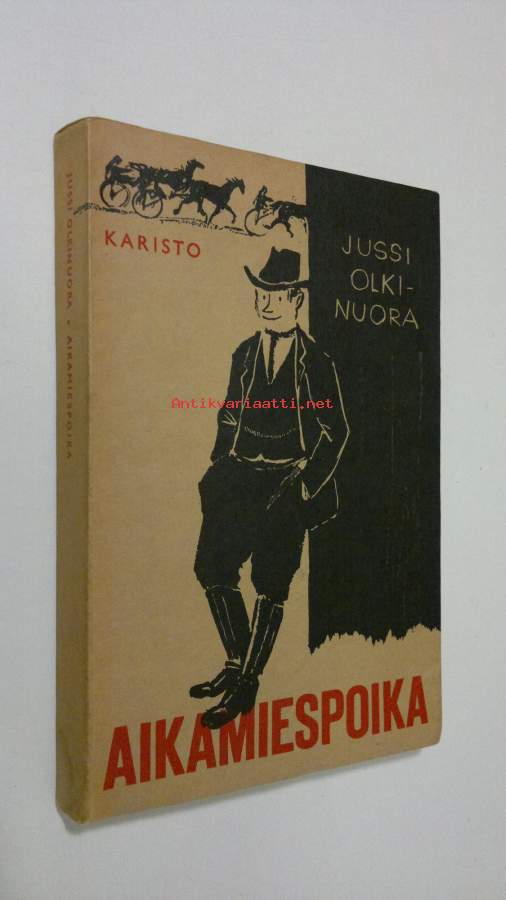 KARISTO
JUSSI
OLKI-
NUORA
AIKAMIESPOIKA
JUSSI OLKINUORA • AIKAMIESPOIKA
Antikvariaatti.net